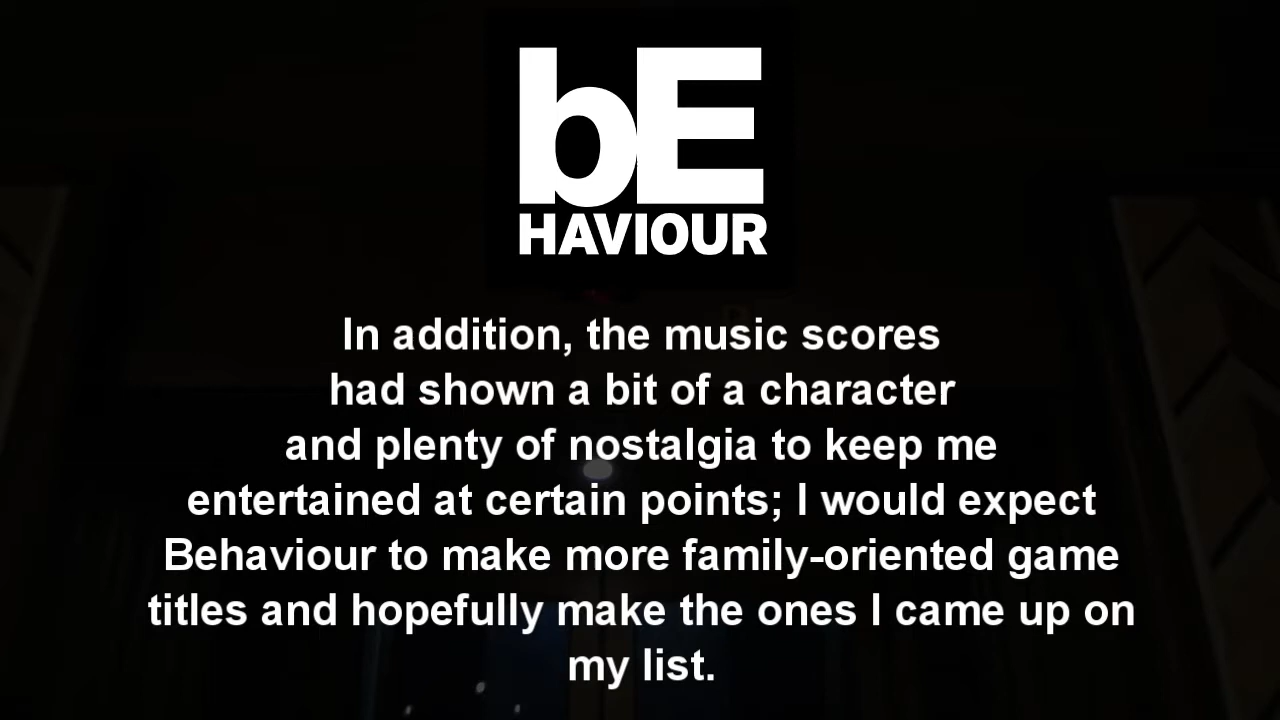 bE
HAVIOUR
In addition, the music scores
had shown a bit of a character
and plenty of nostalgia to keep me
entertained at certain points; I would expect
Behaviour to make more family-oriented game
titles and hopefully make the ones I came up on
my list.